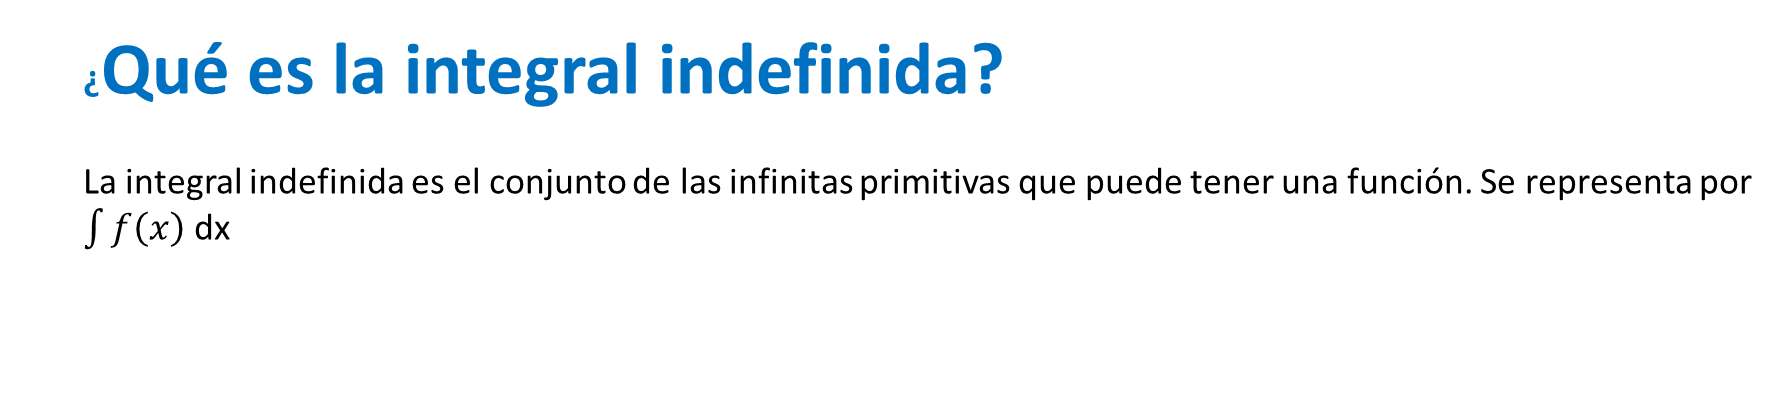 ¿Qué es la integral indefinida?
La integral indefinida es el conjunto de las infinitas primitivas que puede tener una función. Se representa por
∫ f(x) dx